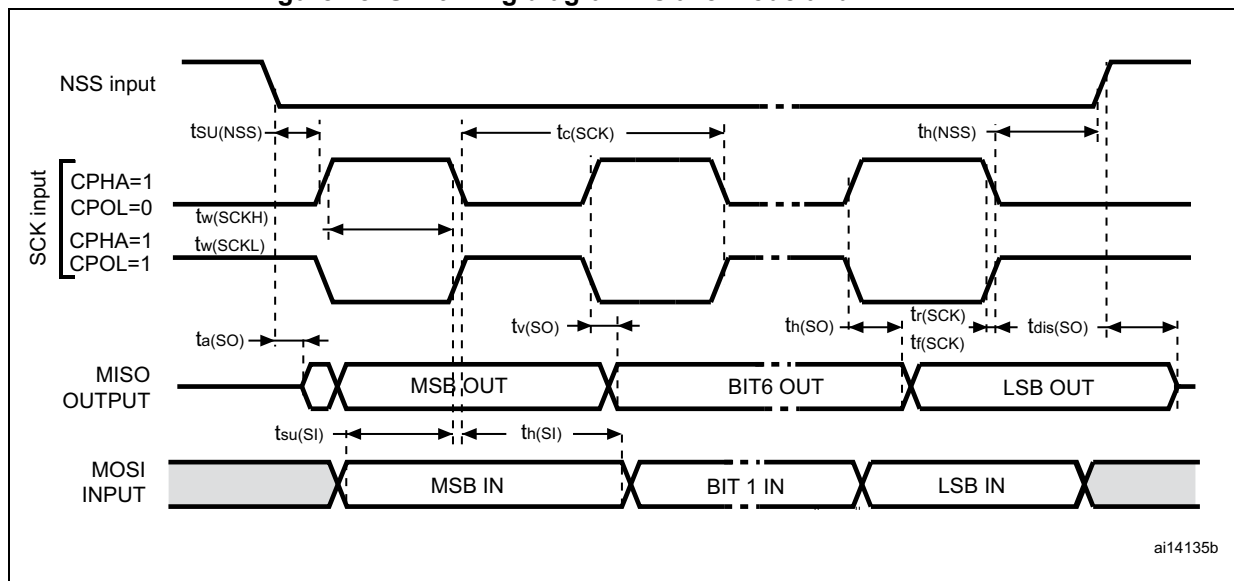 NSS input
tSU(NSS)
tc(SCK)
th(NSS)
SCK input
CPHA=1
CPOL=0
tw(SCKH)
CPHA=1
tw(SCKL)
CPOL=1
ta(SO)
tv(SO)
th(SO)
tr(SCK)
tf(SCK)
tdis(SO)
MISO
OUTPUT
MSB OUT
BIT6 OUT
LSB OUT
tsu(SI)
th(SI)
MOSI
INPUT
MSB IN
BIT 1 IN
LSB IN
ai14135b